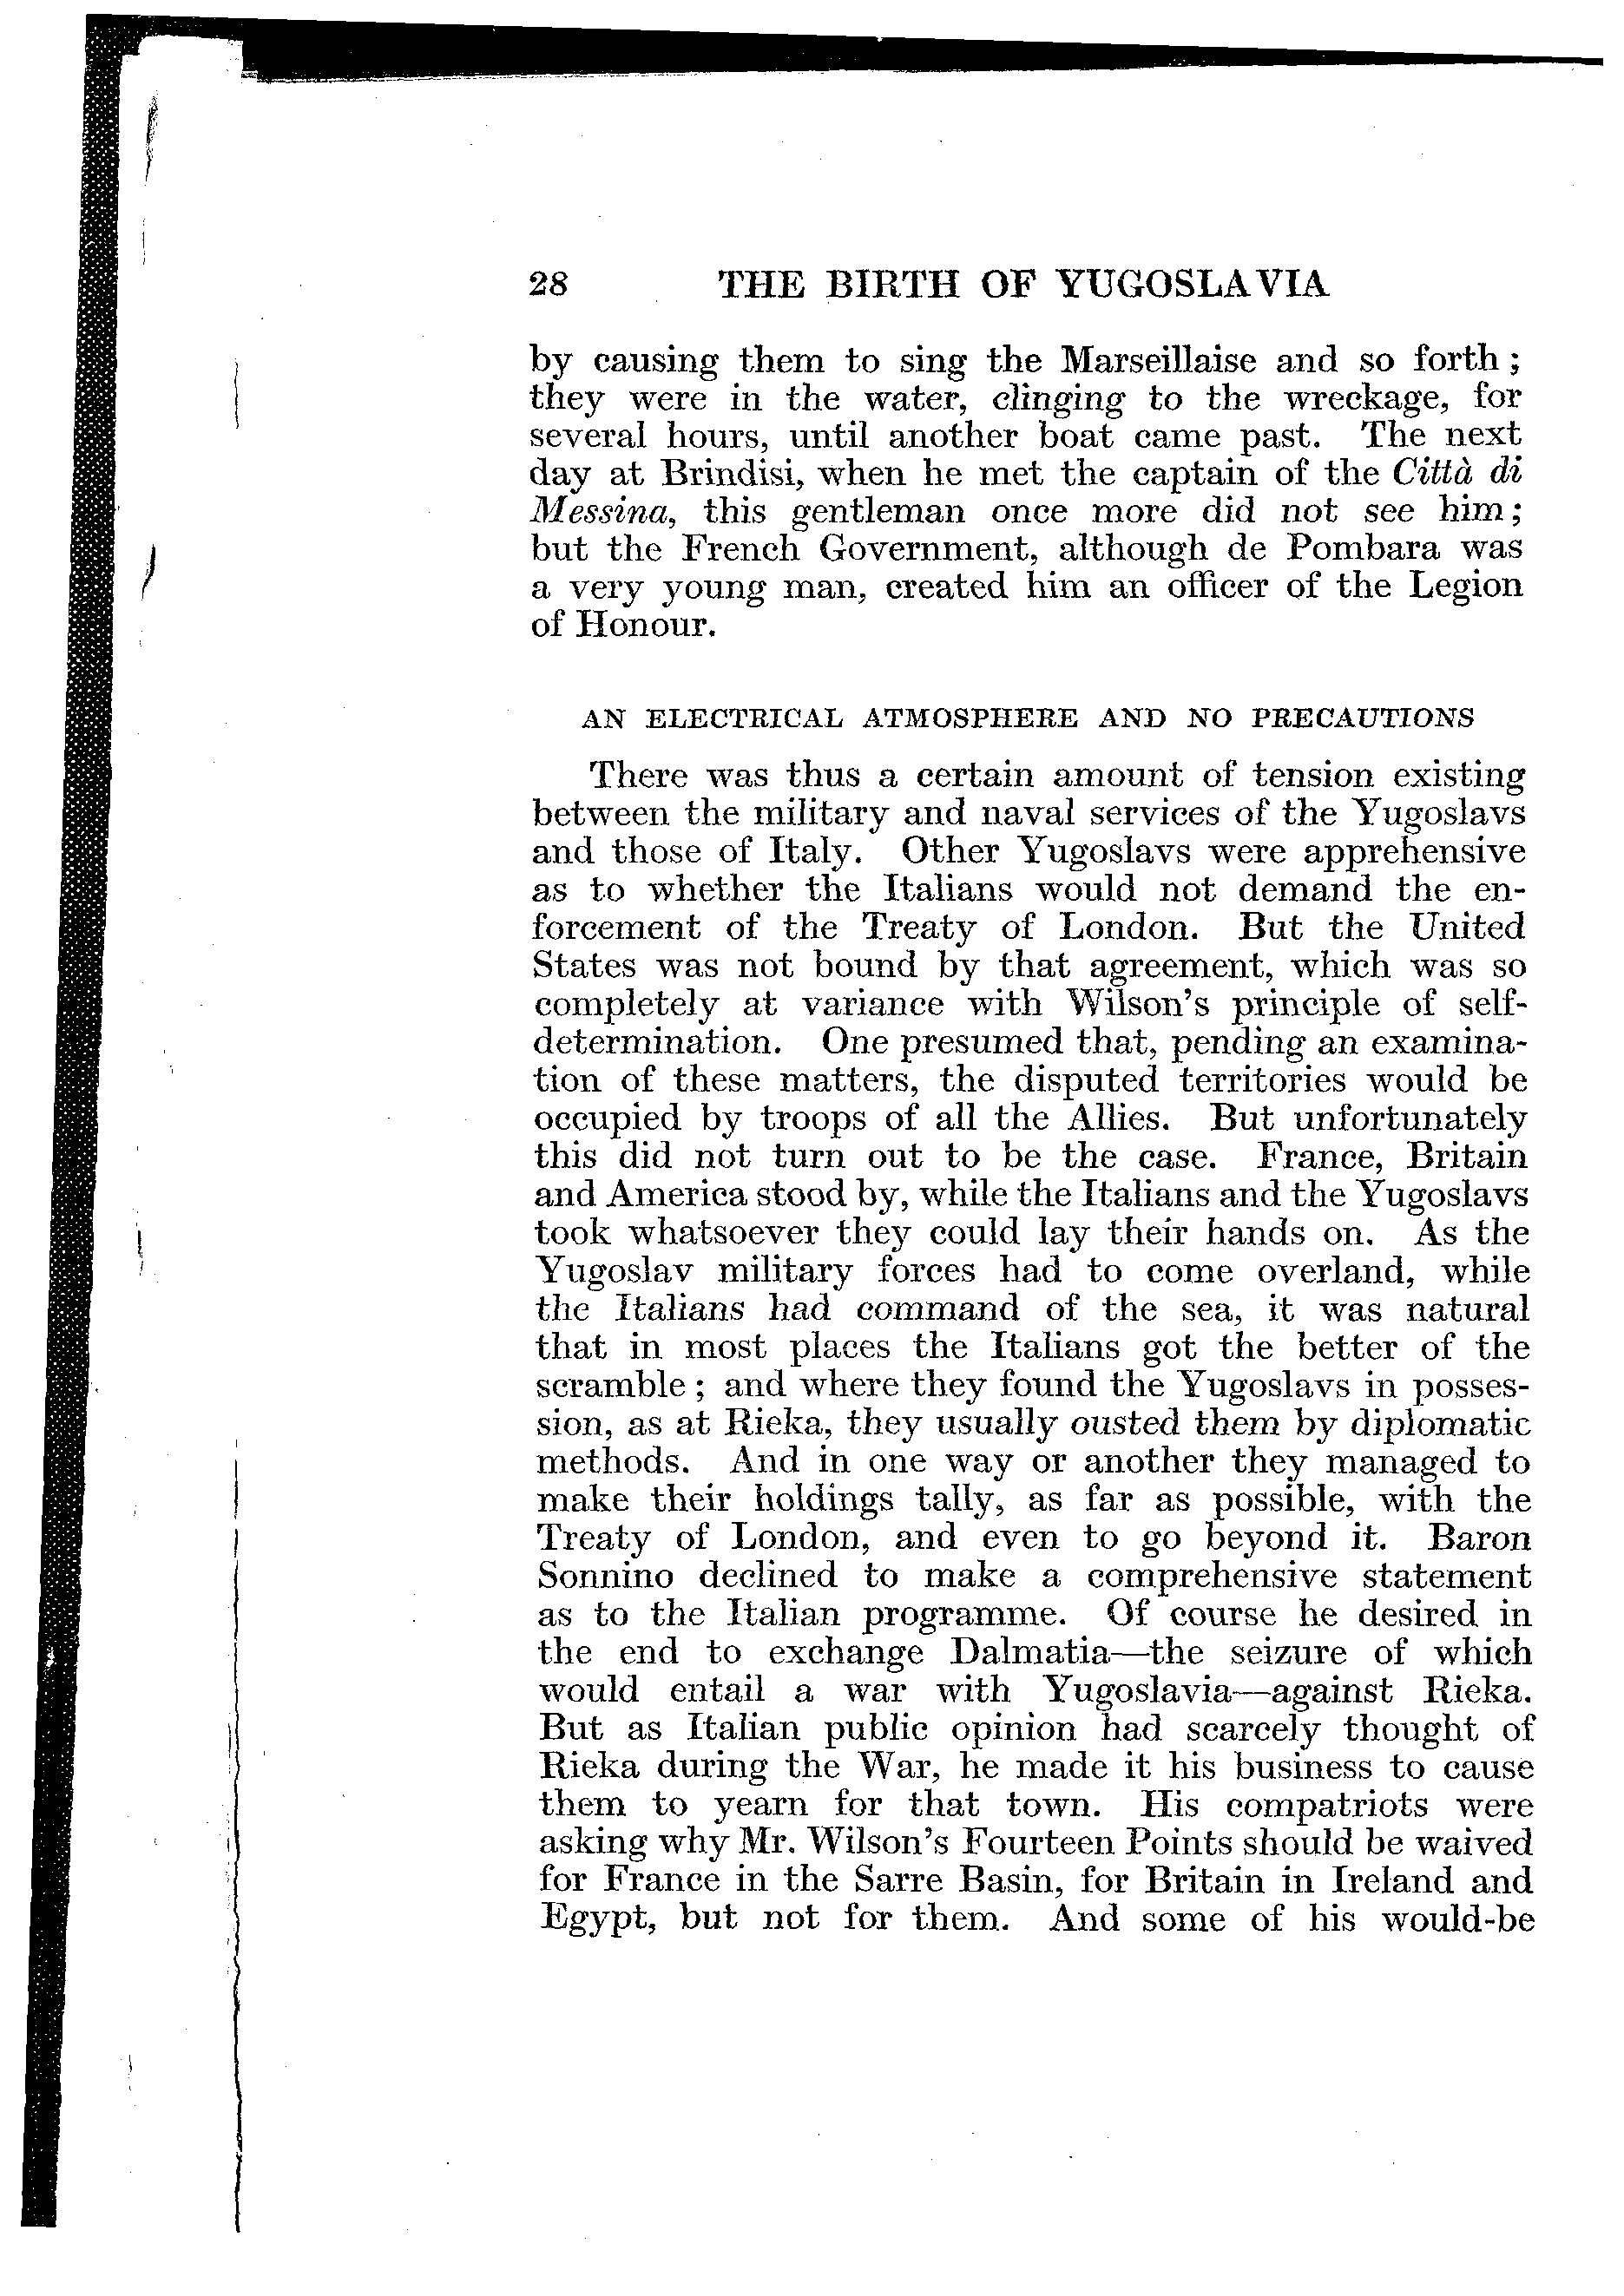 28 THE BIRTH OF YUGOSLAVIA
by causing them to sing the Marseillaise and so forth ;
they were in the water, clinging to the wreckage, for
several hours, until another boat came past. The next
day at Brindisi, when he met the captain of the Città di
Messina, this gentleman once more did not see him ;
but the French Government, although de Pombara was
a very young man, created him an officer of the Legion
of Honour.
AN ELECTRICAL ATMOSPHERE AND NO PRECAUTIONS
There was thus a certain amount of tension existing
between the military and naval services of the Yugoslavs
and those of Italy. Other Yugoslavs were apprehensive
as to whether the Italians would not demand the en-
forcement of the Treaty of London. But the United
States was not bound by that agreement, which was so
completely at variance with Wilson's principle of self-
determination. One presumed that, pending an examina-
tion of these matters, the disputed territories would be
occupied by troops of all the Allies. But unfortunately
this did not turn out to be the case. France, Britain
and America stood by, while the Italians and the Yugoslavs
took whatsoever they could lay their hands on. As the
Yugoslav military forces had to come overland, while
the Italians had command of the sea, it was natural
that in most places the Italians got the better of the
scramble ; and where they found the Yugoslavs in posses-
sion, as at Rieka, they usually ousted them by diplomatic
methods. And in one way or another they managed to
make their holdings tally, as far as possible, with the
Treaty of London, and even to go beyond it. Baron
Sonnino declined to make a comprehensive statement
as to the Italian programme. Of course he desired in
the end to exchange Dalmatia—the seizure of which
would entail a war with Yugoslavia—against Rieka.
But as Italian public opinion had scarcely thought of
Rieka during the War, he made it his business to cause
them to yearn for that town. His compatriots were
asking why Mr. Wilson's Fourteen Points should be waived
for France in the Sarre Basin, for Britain in Ireland and
Egypt, but not for them. And some of his would-be